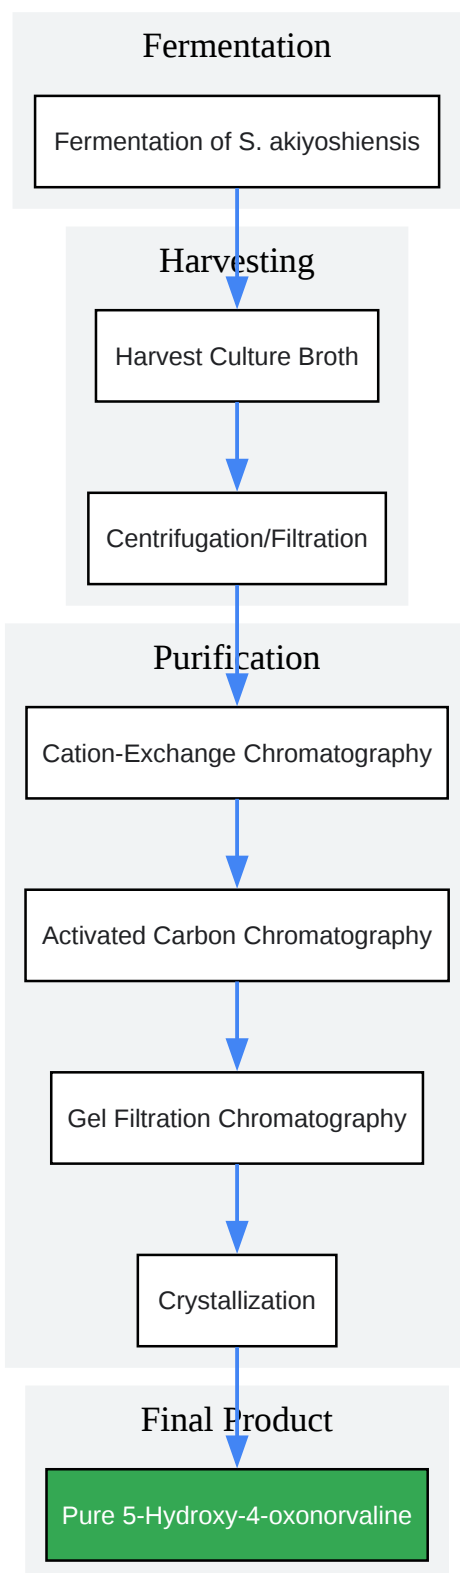 Fermentation
Fermentation of S. akiyoshiensis
Harvesting
Harvest Culture Broth
Centrifugation/Filtration
Purification
Cation-Exchange Chromatography
Activated Carbon Chromatography
Gel Filtration Chromatography
Crystallization
Final Product
Pure 5-Hydroxy-4-oxonorvaline